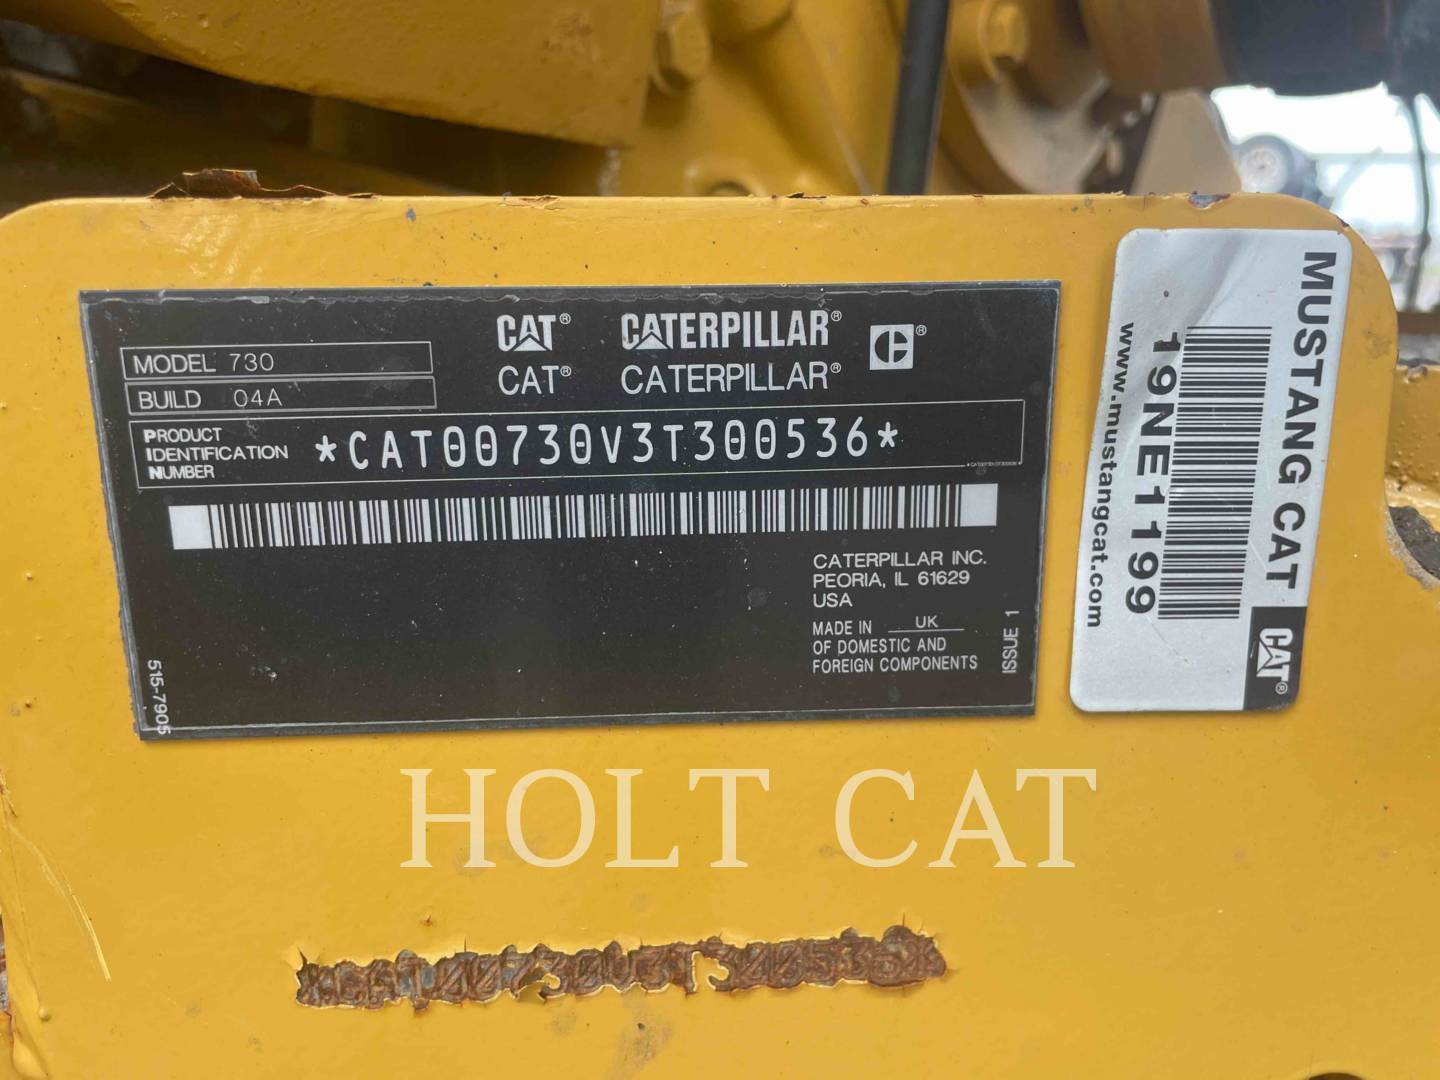 CAT® CATERPILLAR® C®
CAT® CATERPILLAR®
MODEL 730
BUILD 04A
PRODUCT
IDENTIFICATION
NUMBER
*CAT00730V3T300536*
CATERPILLAR INC.
PEORIA, IL 61629
USA
MADE IN UK
OF DOMESTIC AND
FOREIGN COMPONENTS
ISSUE 1
515-7905
MUSTANG CAT
19NE1199
www.mustangcat.com
CAT®
HOLT CAT
*CAT00730V3T300536*